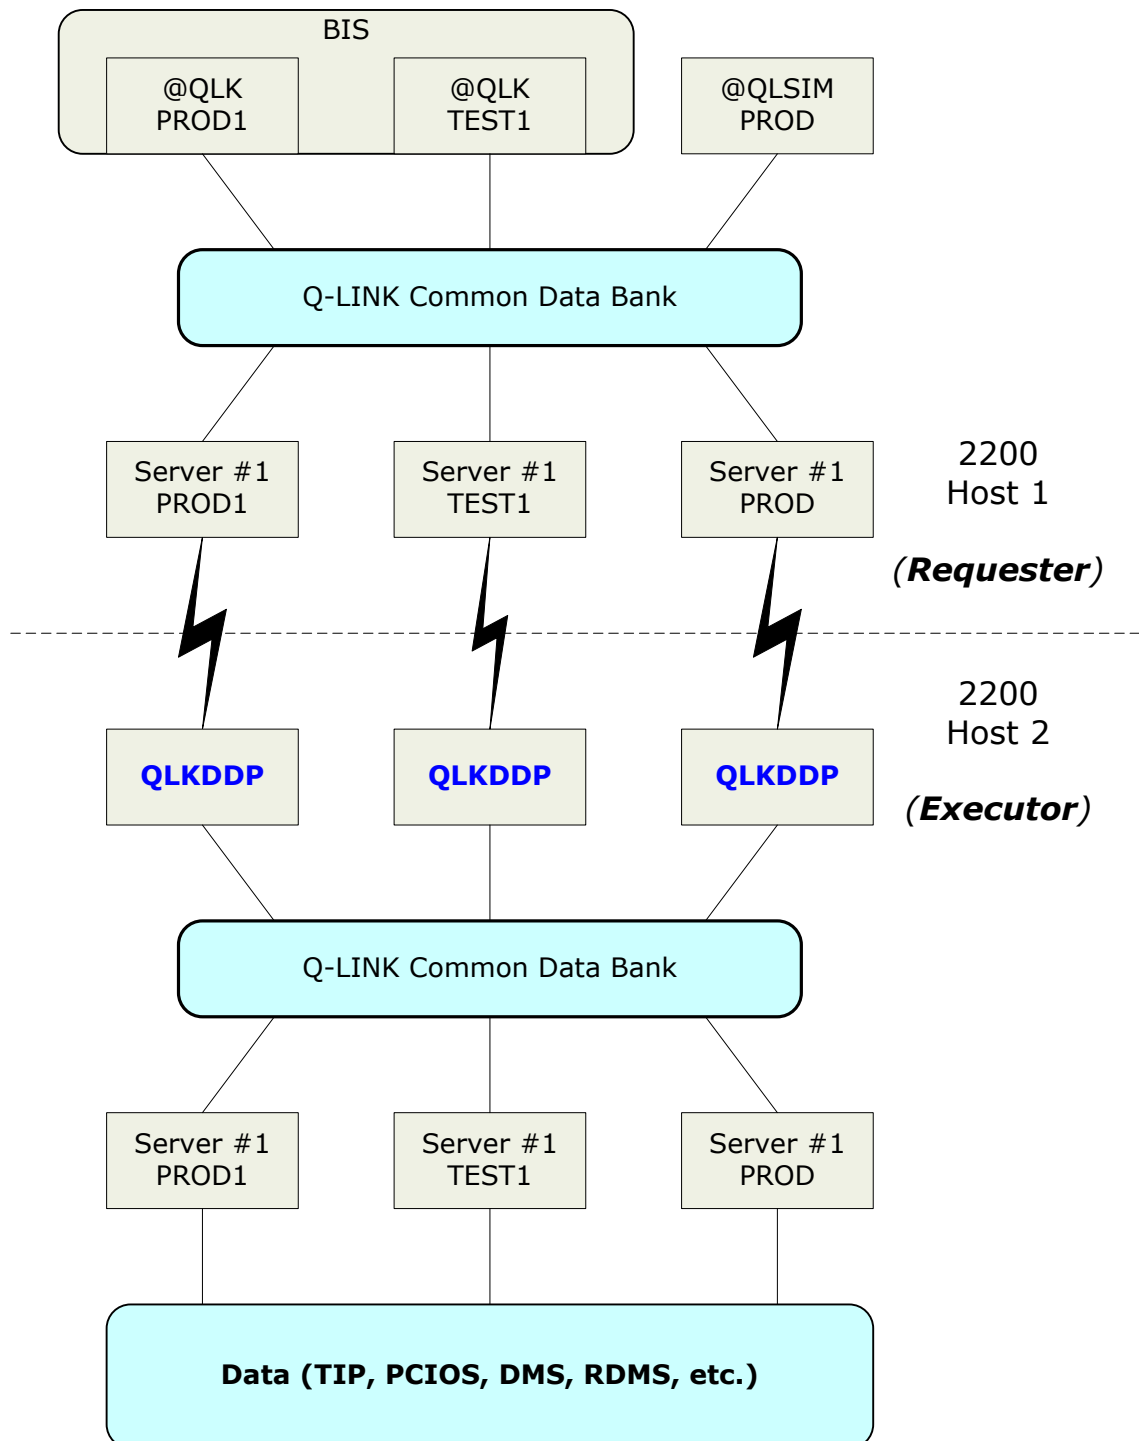 BIS
@QLK
PROD1
@QLK
TEST1
@QLSIM
PROD
Q-LINK Common Data Bank
Server #1
PROD1
Server #1
TEST1
Server #1
PROD
2200
Host 1
(Requester)
2200
Host 2
(Executor)
QLKDDP
QLKDDP
QLKDDP
Q-LINK Common Data Bank
Server #1
PROD1
Server #1
TEST1
Server #1
PROD
Data (TIP, PCIOS, DMS, RDMS, etc.)